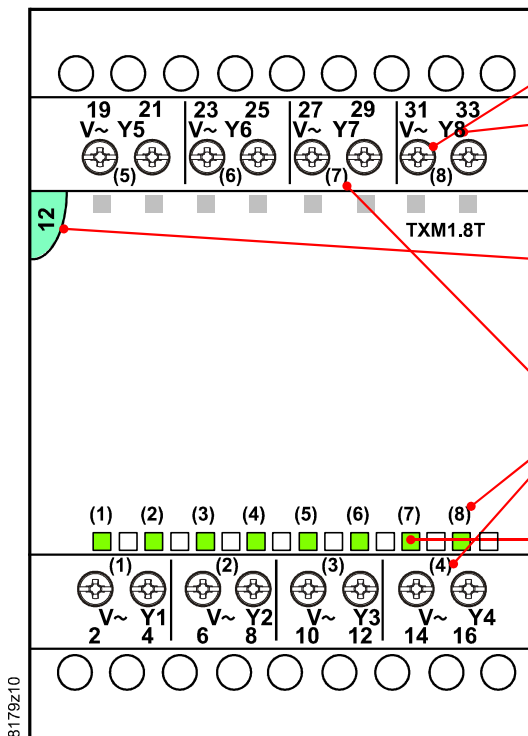 19 21 23 25 27 29 31 33
V~ Y5 V~ Y6 V~ Y7 V~ Y8
(5) (6) (7) (8)
12
TXM1.8T
(1) (2) (3) (4) (5) (6) (7) (8)
(1) (2) (3) (4)
V~ Y1 V~ Y2 V~ Y3 V~ Y4
2 4 6 8 10 12 14 16
8179z10